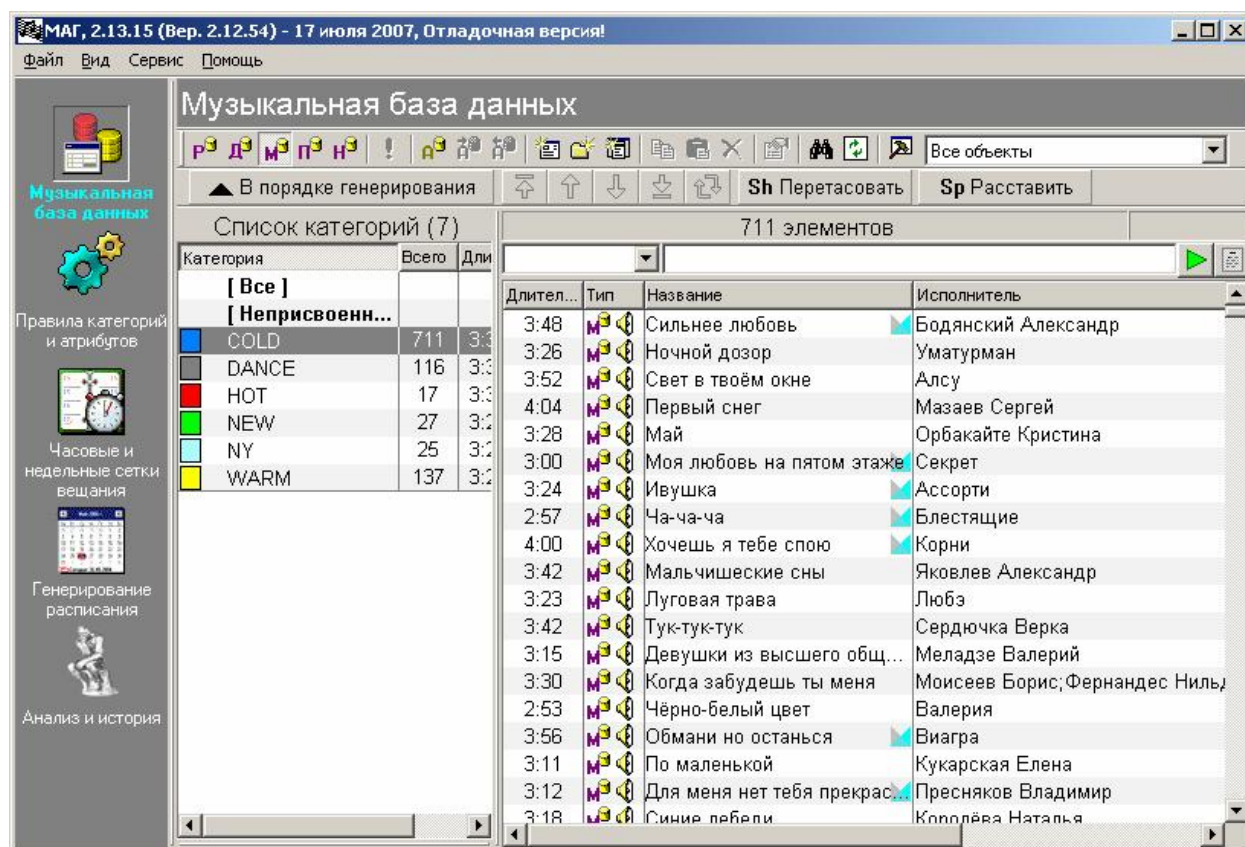 МАГ, 2.13.15 (Вер. 2.12.54) - 17 июля 2007, Отладочная версия!
Файл Вид Сервис Помощь
Музыкальная база данных
Правила категорий и атрибутов
Часовые и недельные сетки вещания
Генерирование расписания
Анализ и история
Музыкальная база данных
Р Д М П Н ! А
Все объекты
В порядке генерирования Sh Перетасовать Sp Расставить
Список категорий (7)
Категория Всего Дли
[ Все ]
[ Неприсвоенн...
COLD 711
DANCE 116
HOT 17
NEW 27
NY 25
WARM 137
711 элементов
Длител... Тип Название Исполнитель
3:48 М Сильнее любовь Бодянский Александр
3:26 М Ночной дозор Уматурман
3:52 М Свет в твоём окне Алсу
4:04 М Первый снег Мазаев Сергей
3:28 М Май Орбакайте Кристина
3:00 М Моя любовь на пятом этаже Секрет
3:24 М Ивушка Ассорти
2:57 М Ча-ча-ча Блестящие
4:00 М Хочешь я тебе спою Корни
3:42 М Мальчишеские сны Яковлев Александр
3:23 М Луговая трава Любэ
3:42 М Тук-тук-тук Сердючка Верка
3:15 М Девушки из высшего общ... Меладзе Валерий
3:30 М Когда забудешь ты меня Моисеев Борис;Фернандес Нильд
2:53 М Чёрно-белый цвет Валерия
3:56 М Обмани но останься Виагра
3:11 М По маленькой Кукарская Елена
3:12 М Для меня нет тебя прекрас... Пресняков Владимир
3:18 М Синие лебеди Королёва Наталья